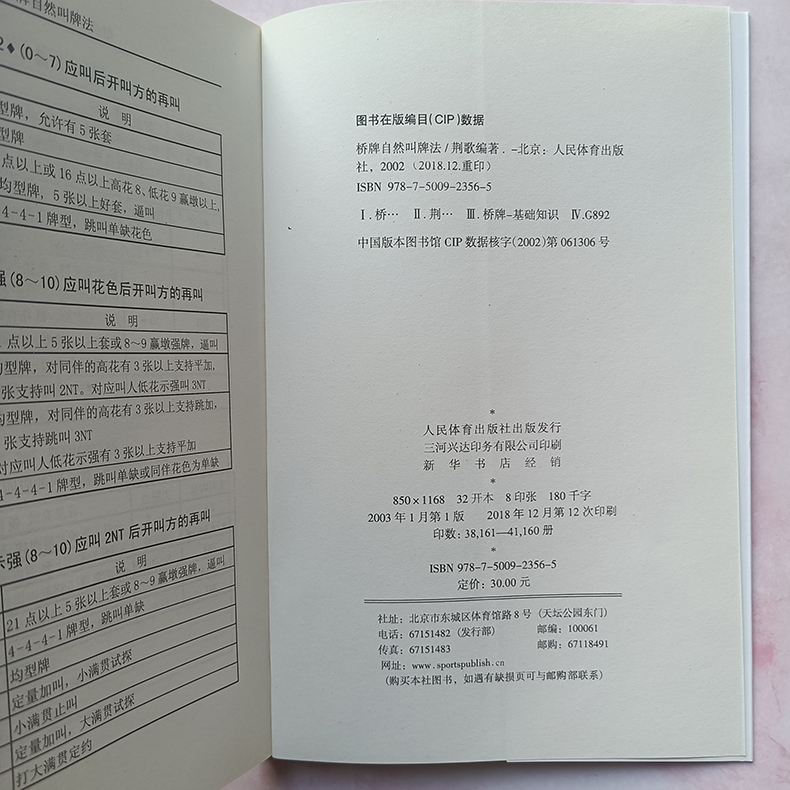 牌自然叫牌法
2♦(0～7)应叫后开叫方的再叫
说 明
型牌，允许有5张套
型牌
点以上或16点以上高花8、低花9赢墩以上，
均型牌，5张以上好套，逼叫
4-4-1牌型，跳叫单缺花色
强(8～10)应叫花色后开叫方的再叫
说 明
点以上5张以上套或8～9赢墩强牌，逼叫
型牌，对同伴的高花有3张以上支持平加，
张支持叫2NT。对应叫人低花示强叫3NT
匀型牌，对同伴的高花有3张以上支持跳加，
张支持跳叫3NT
对应叫人低花示强有3张以上支持平加
4-4-4-1牌型，跳叫单缺或同伴花色为单缺
示强(8～10)应叫2NT后开叫方的再叫
说 明
21点以上5张以上套或8～9赢墩强牌，逼叫
4-4-4-1牌型，跳叫单缺
均型牌
定量加叫，小满贯试探
小满贯止叫
定量加叫，大满贯试探
打大满贯定约
图书在版编目(CIP)数据
桥牌自然叫牌法/荆歌编著．-北京：人民体育出版
社，2002（2018.12.重印）
ISBN 978-7-5009-2356-5
Ⅰ.桥… Ⅱ.荆… Ⅲ.桥牌-基础知识 Ⅳ.G892
中国版本图书馆CIP数据核字(2002)第061306号
*
人民体育出版社出版发行
三河兴达印务有限公司印刷
新华书店经销
*
850×1168 32开本 8印张 180千字
2003年1月第1版 2018年12月第12次印刷
印数：38,161—41,160册
*
ISBN 978-7-5009-2356-5
定价：30.00元
社址：北京市东城区体育馆路8号（天坛公园东门）
电话：67151482（发行部） 邮编：100061
传真：67151483 邮购：67118491
网址：www.sportspublish.cn
（购买本社图书，如遇有缺损页可与邮购部联系）